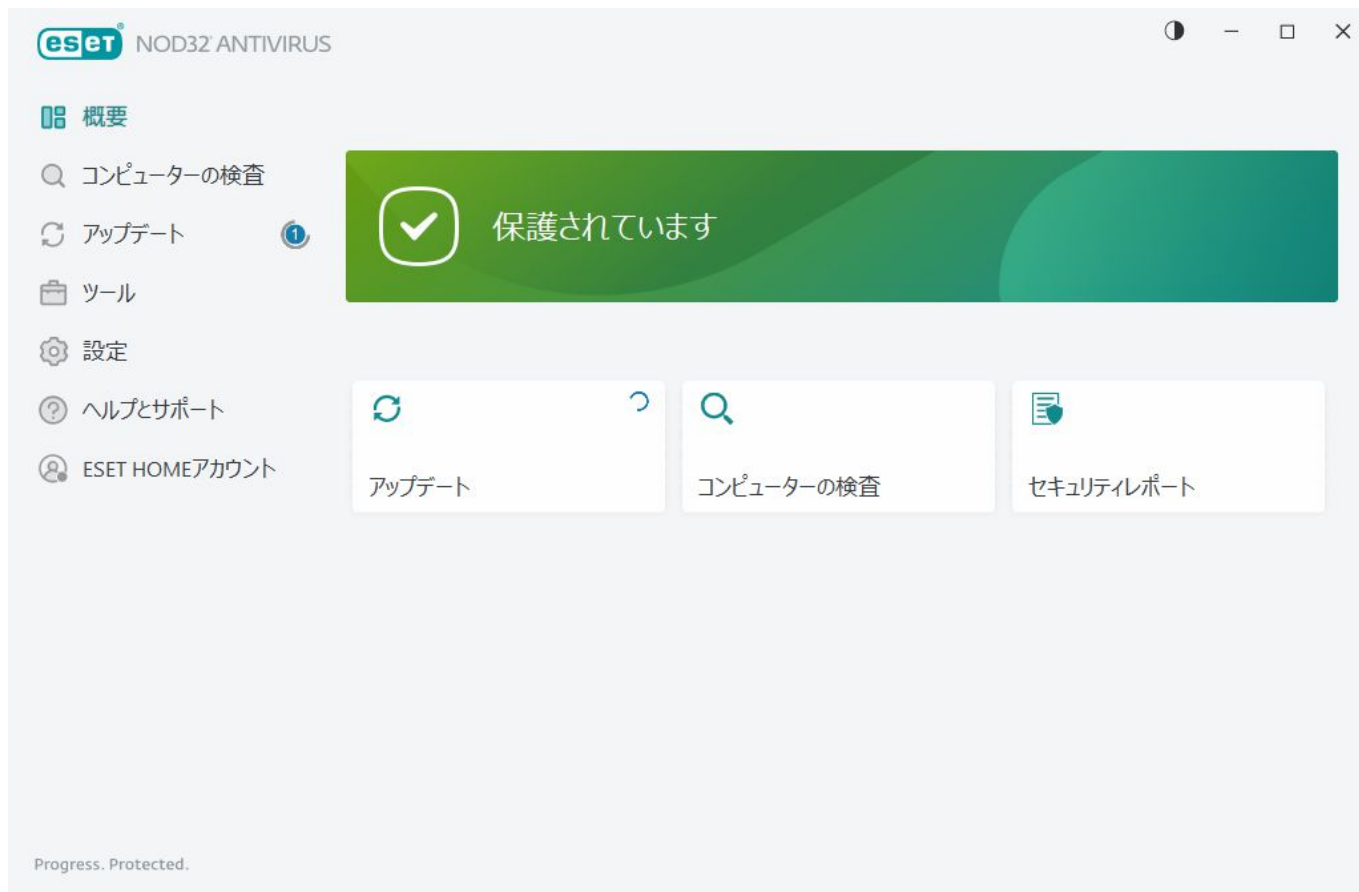 eset® NOD32® ANTIVIRUS
概要
コンピューターの検査
アップデート 1
ツール
設定
ヘルプとサポート
ESET HOMEアカウント
保護されています
アップデート
コンピューターの検査
セキュリティレポート
Progress. Protected.